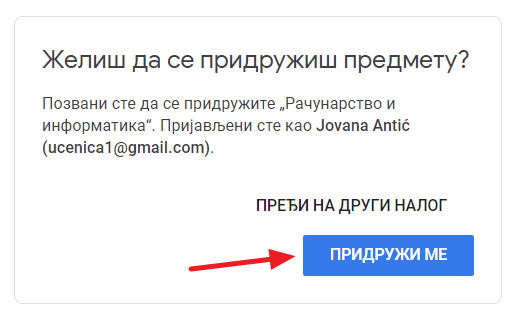 Желиш да се придружиш предмету?
Позвани сте да се придружите „Рачунарство и
информатика“. Пријављени сте као Jovana Antić
(ucenica1@gmail.com).
ПРЕЂИ НА ДРУГИ НАЛОГ
ПРИДРУЖИ МЕ